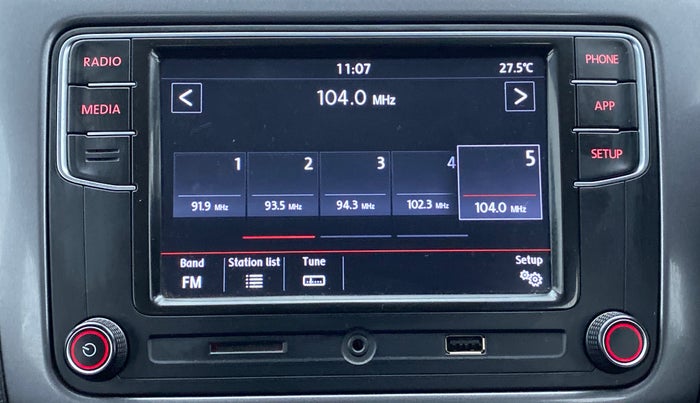 RADIO
MEDIA
PHONE
APP
SETUP
11:07
27.5°C
< 104.0 MHz >
1 2 3 4 5
91.9 MHz 93.5 MHz 94.3 MHz 102.3 MHz 104.0 MHz
Band Station list Tune Setup
FM